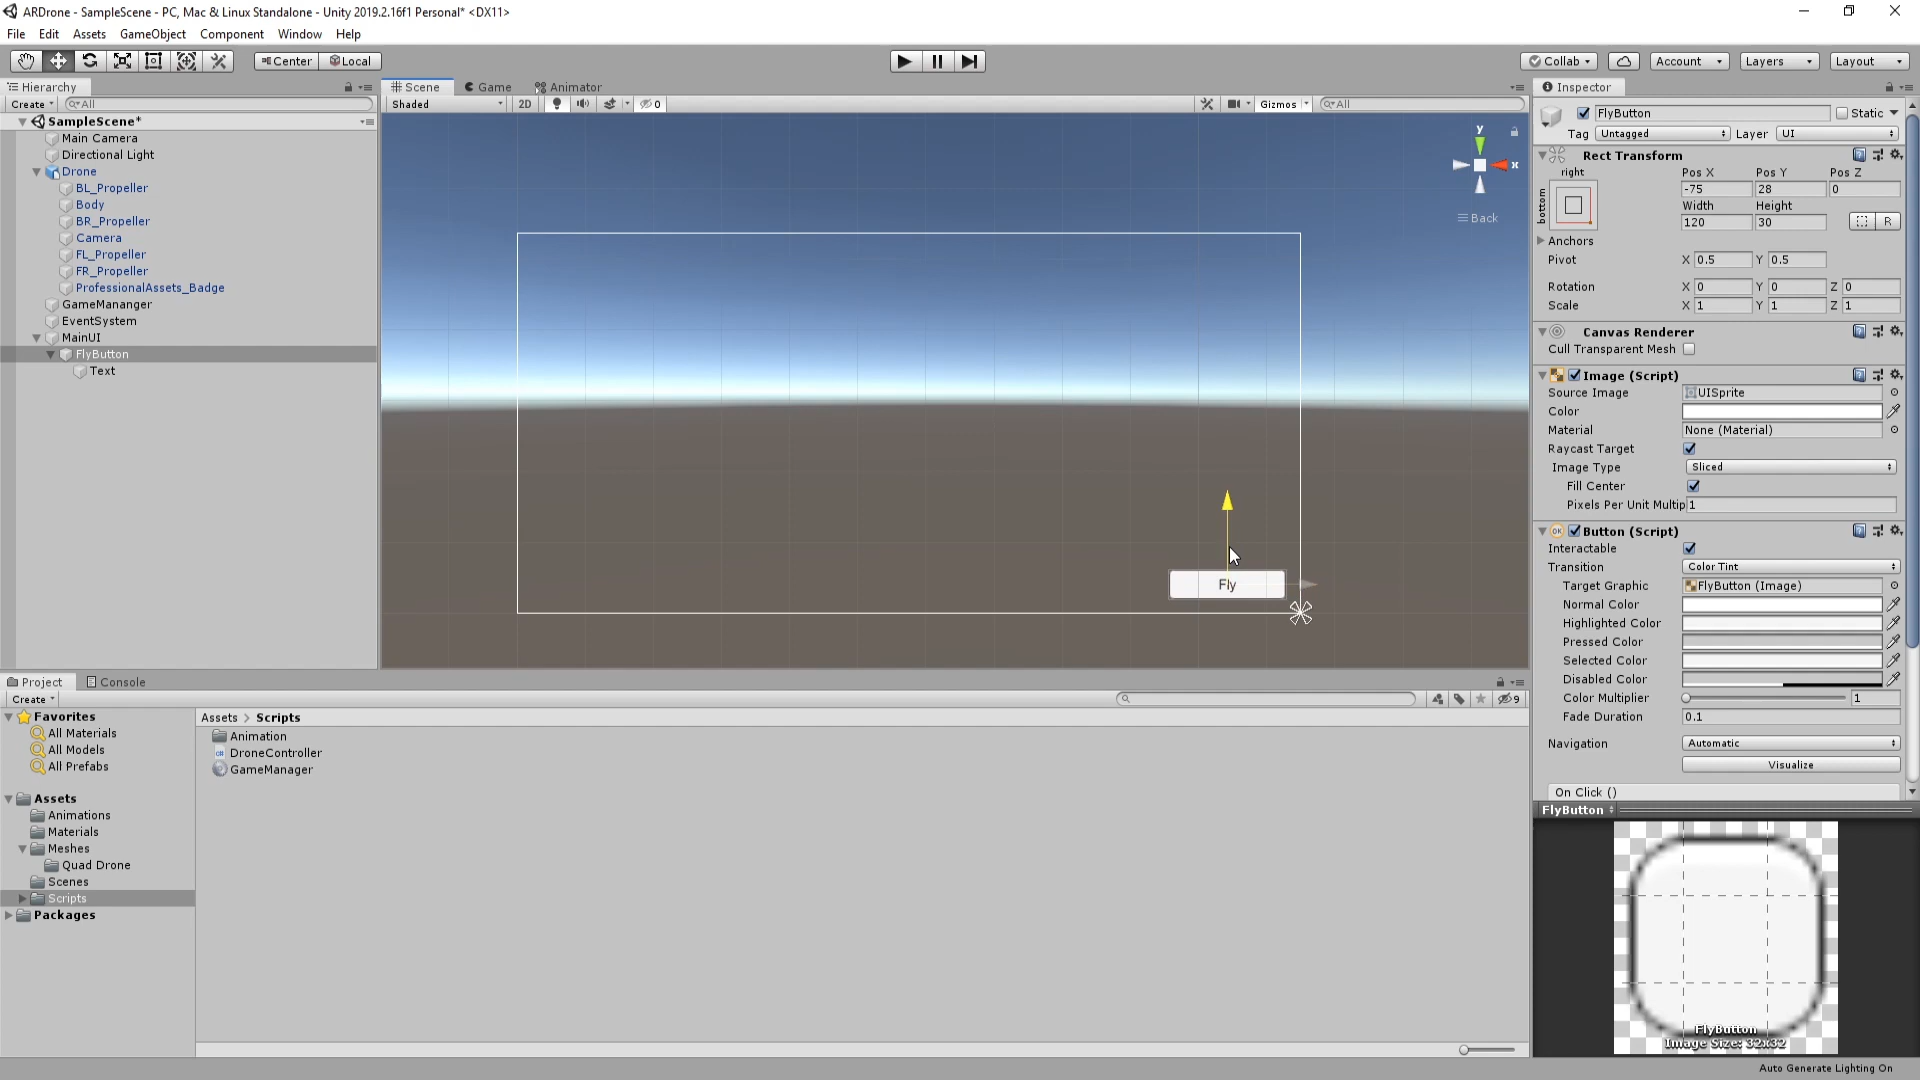 ARDrone - SampleScene - PC, Mac & Linux Standalone - Unity 2019.2.16f1 Personal* <DX11>
File Edit Assets GameObject Component Window Help
Center Local
Collab Account Layers Layout
Hierarchy
Create All
SampleScene*
Main Camera
Directional Light
Drone
BL_Propeller
Body
BR_Propeller
Camera
FL_Propeller
FR_Propeller
ProfessionalAssets_Badge
GameMananger
EventSystem
MainUI
FlyButton
Text
Scene Game Animator
Shaded 2D 0 Gizmos All
y
x
Back
Fly
Inspector
FlyButton Static
Tag Untagged Layer UI
Rect Transform
right Pos X Pos Y Pos Z
bottom
-75 28 0
Width Height
120 30 R
Anchors
Pivot X 0.5 Y 0.5
Rotation X 0 Y 0 Z 0
Scale X 1 Y 1 Z 1
Canvas Renderer
Cull Transparent Mesh
Image (Script)
Source Image UISprite
Color
Material None (Material)
Raycast Target
Image Type Sliced
Fill Center
Pixels Per Unit Multip 1
Button (Script)
Interactable
Transition Color Tint
Target Graphic FlyButton (Image)
Normal Color
Highlighted Color
Pressed Color
Selected Color
Disabled Color
Color Multiplier 1
Fade Duration 0.1
Navigation Automatic
Visualize
On Click ()
FlyButton
FlyButton
Image Size: 32x32
Project Console
Create 9
Favorites
All Materials
All Models
All Prefabs
Assets
Animations
Materials
Meshes
Quad Drone
Scenes
Scripts
Packages
Assets > Scripts
Animation
DroneController
GameManager
Auto Generate Lighting On